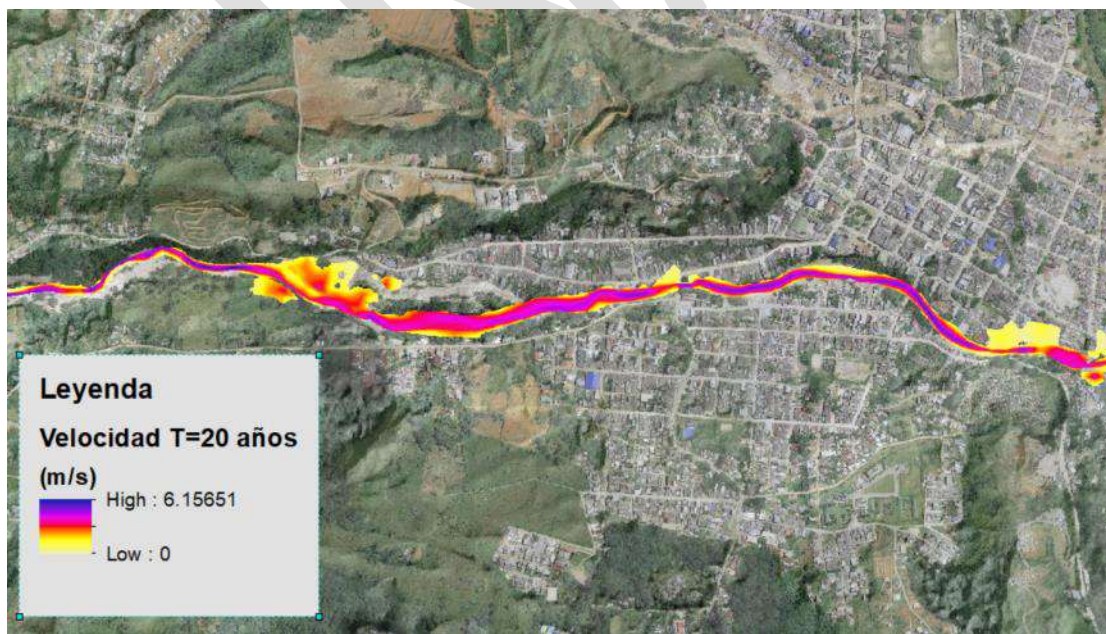 Leyenda
Velocidad T=20 años
(m/s)
High : 6.15651
Low : 0